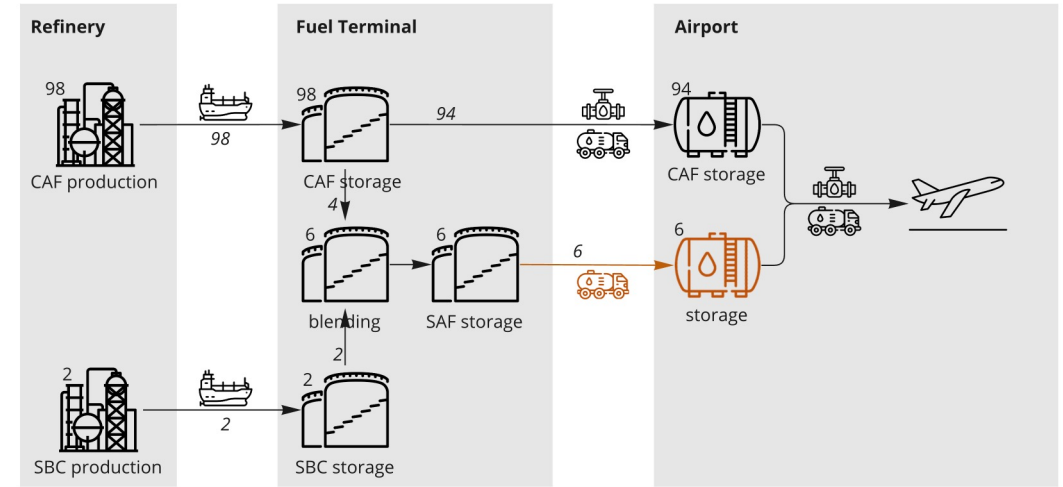 Refinery
Fuel Terminal
Airport
98
98
98
94
94
CAF production
CAF storage
CAF storage
4
6
6
6
6
blending
SAF storage
storage
2
2
2
2
SBC production
SBC storage